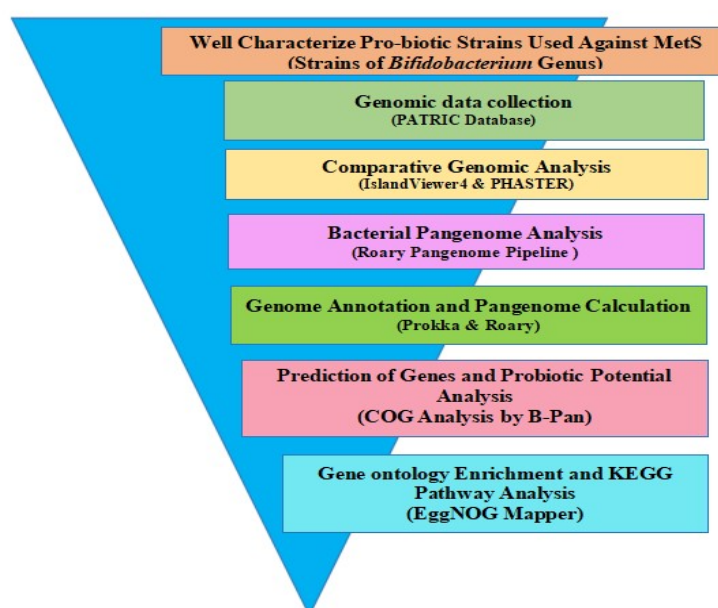 Well Characterize Pro-biotic Strains Used Against MetS
(Strains of Bifidobacterium Genus)
Genomic data collection
(PATRIC Database)
Comparative Genomic Analysis
(IslandViewer4 & PHASTER)
Bacterial Pangenome Analysis
(Roary Pangenome Pipeline )
Genome Annotation and Pangenome Calculation
(Prokka & Roary)
Prediction of Genes and Probiotic Potential
Analysis
(COG Analysis by B-Pan)
Gene ontology Enrichment and KEGG
Pathway Analysis
(EggNOG Mapper)